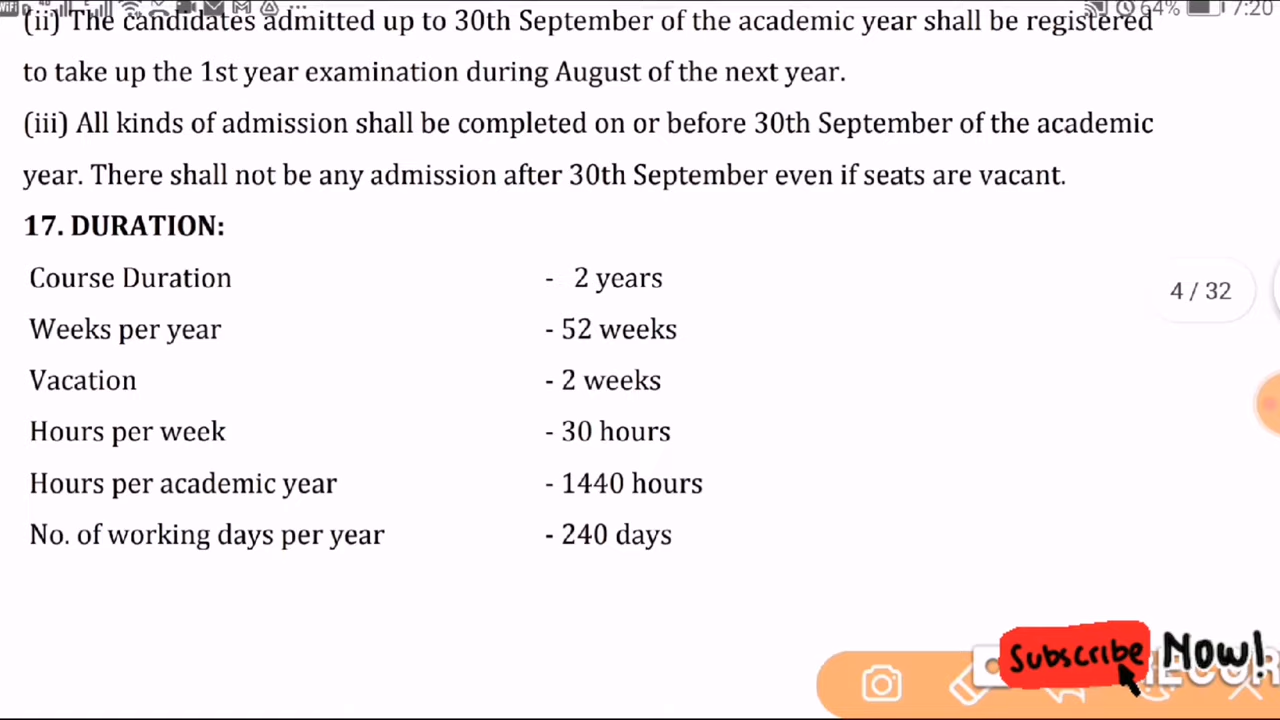 WiFi 64% 7:20
(ii) The candidates admitted up to 30th September of the academic year shall be registered
to take up the 1st year examination during August of the next year.
(iii) All kinds of admission shall be completed on or before 30th September of the academic
year. There shall not be any admission after 30th September even if seats are vacant.
17. DURATION:
Course Duration - 2 years
4 / 32
Weeks per year - 52 weeks
Vacation - 2 weeks
Hours per week - 30 hours
Hours per academic year - 1440 hours
No. of working days per year - 240 days
Subscribe Now!